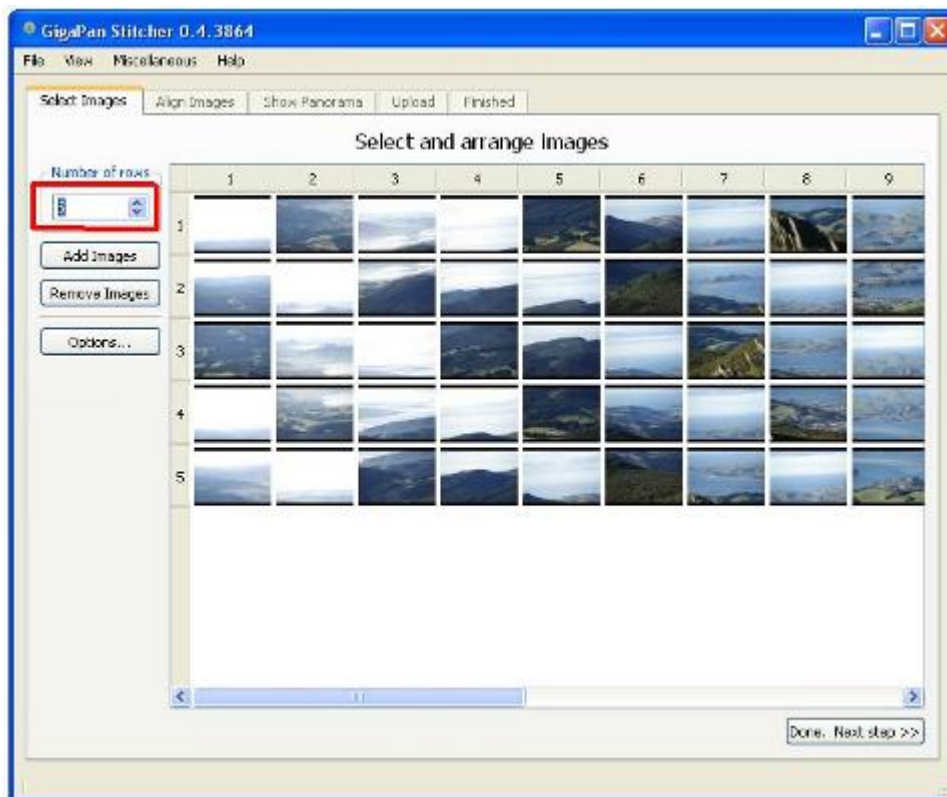 GigaPan Stitcher 0.4.3864
File View Miscellaneous Help
Select Images Align Images Show Panorama Upload Finished
Select and arrange Images
Number of rows
1 2 3 4 5 6 7 8 9
5
1
Add Images
2
Remove Images
Options...
3
4
5
Done. Next step >>